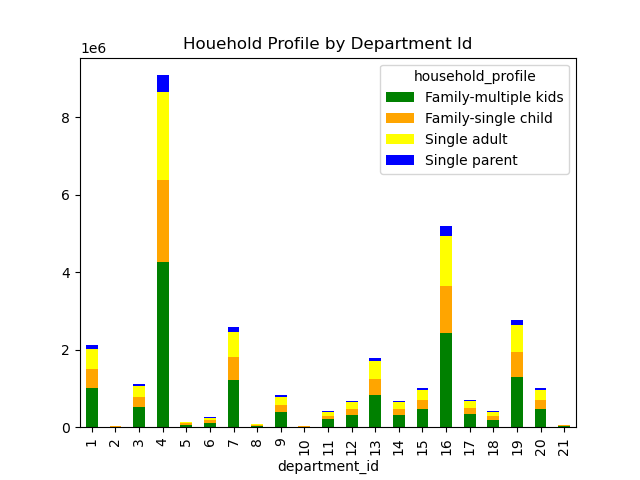 Houehold Profile by Department Id
1e6
household_profile
Family-multiple kids
Family-single child
Single adult
Single parent
8
6
4
2
0
1 2 3 4 5 6 7 8 9 10 11 12 13 14 15 16 17 18 19 20 21
department_id